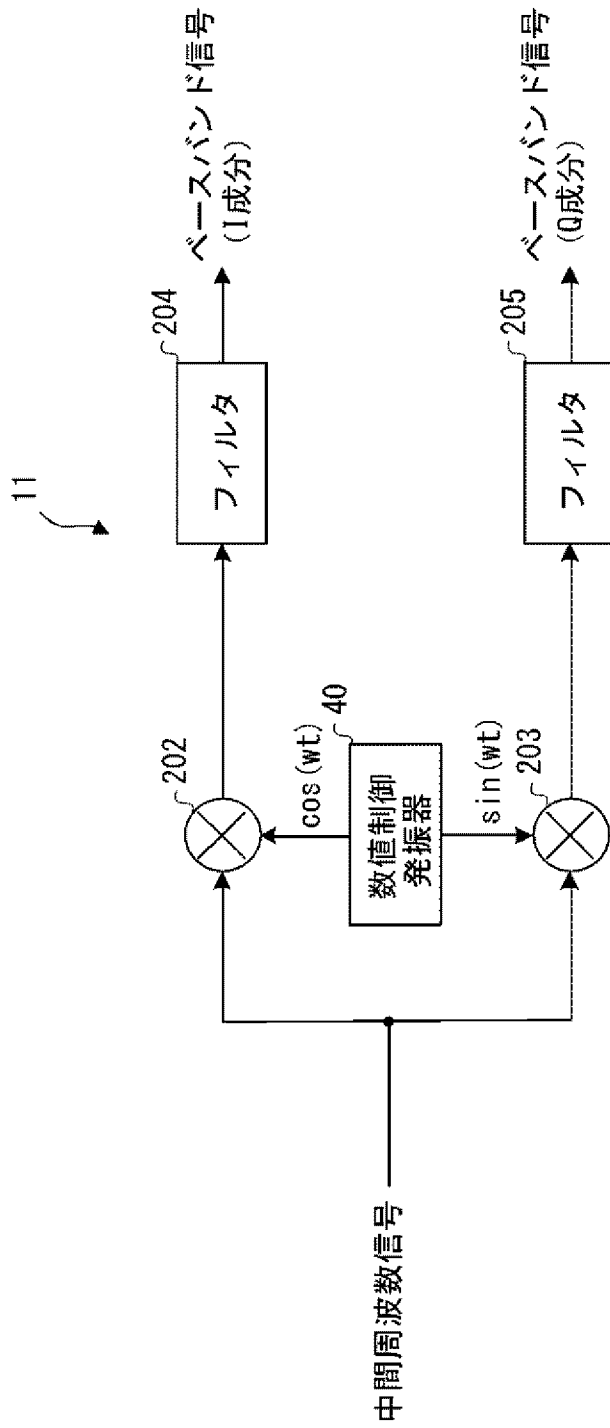 11
中間周波数信号
202
cos(wt)
数値制御
発振器
40
sin(wt)
203
フィルタ
204
ベースバンド信号
(I成分)
フィルタ
205
ベースバンド信号
(Q成分)